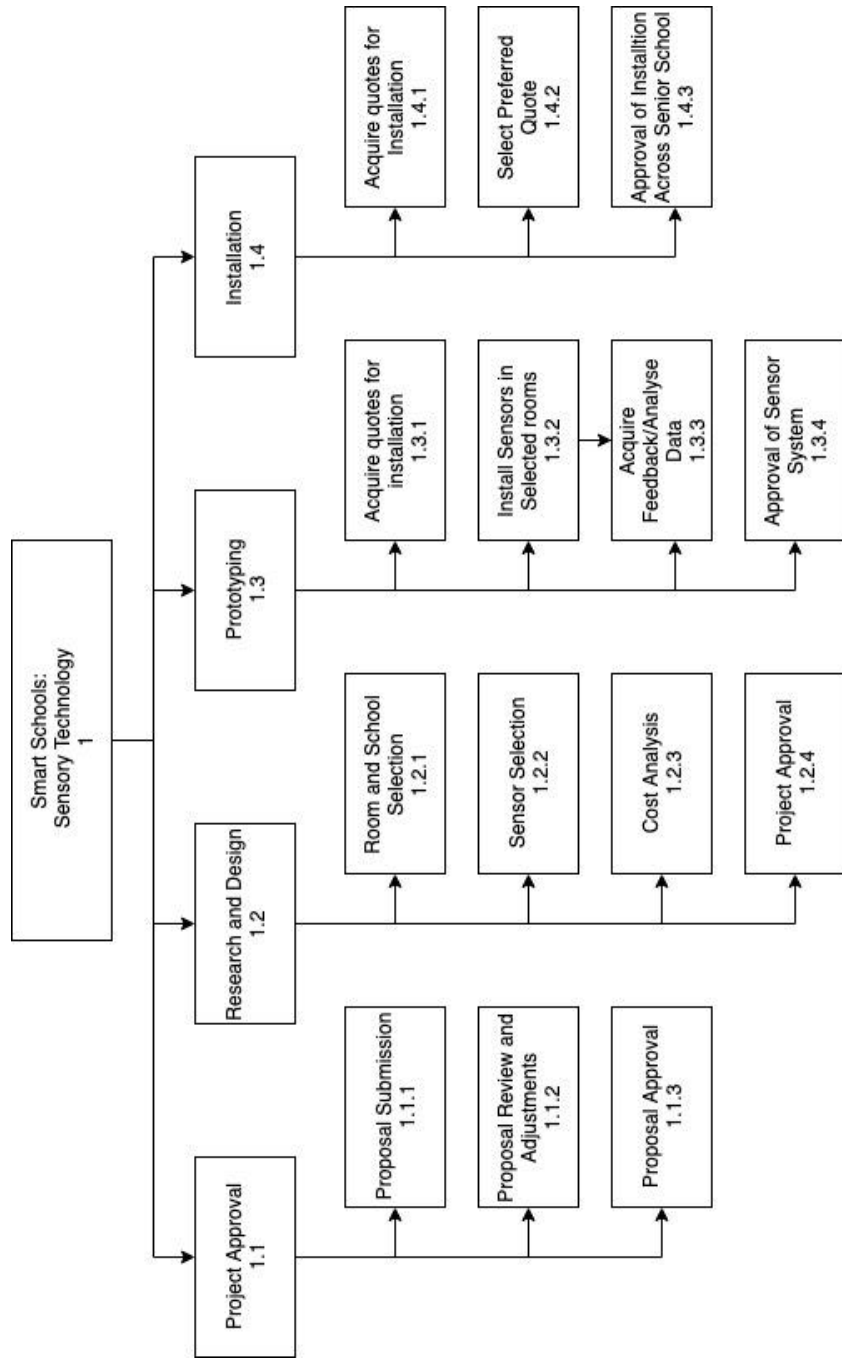 Smart Schools:
Sensory Technology
1
Project Approval
1.1
Research and Design
1.2
Prototyping
1.3
Installation
1.4
Proposal Submission
1.1.1
Proposal Review and
Adjustments
1.1.2
Proposal Approval
1.1.3
Room and School
Selection
1.2.1
Sensor Selection
1.2.2
Cost Analysis
1.2.3
Project Approval
1.2.4
Acquire quotes for
installation
1.3.1
Install Sensors in
Selected rooms
1.3.2
Acquire
Feedback/Analyse
Data
1.3.3
Approval of Sensor
System
1.3.4
Acquire quotes for
Installation
1.4.1
Select Preferred
Quote
1.4.2
Approval of Installtion
Across Senior School
1.4.3